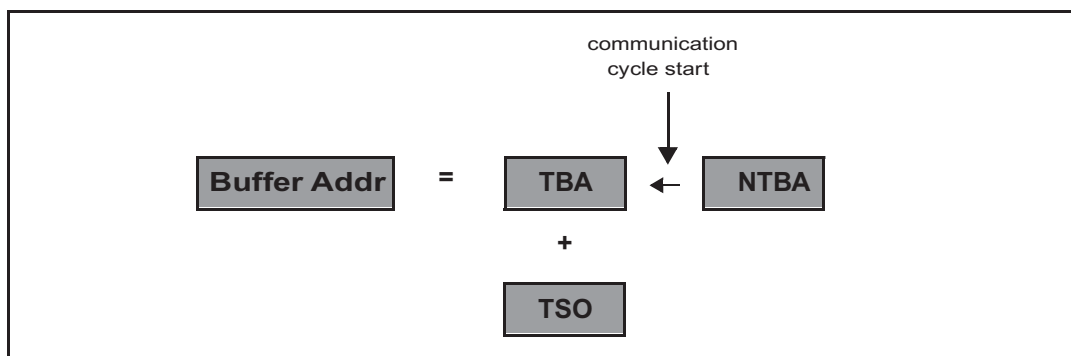 communication
cycle start
Buffer Addr = TBA NTBA
+
TSO